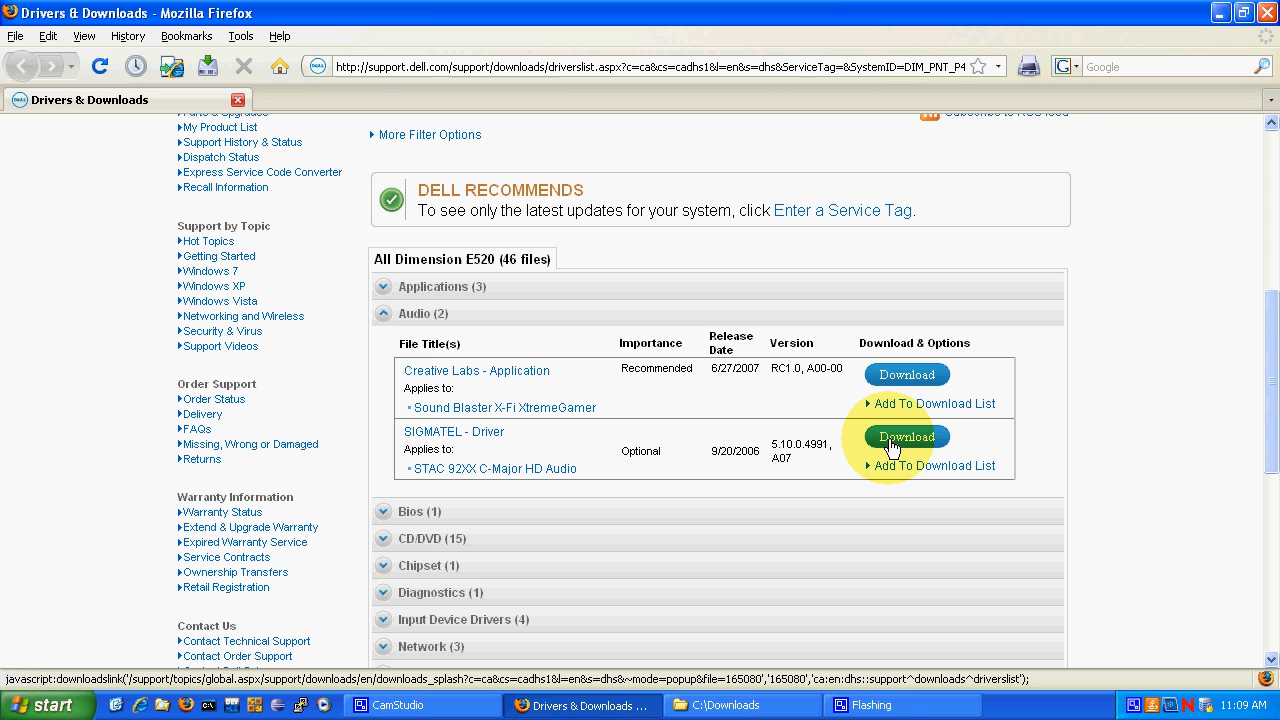 Drivers & Downloads - Mozilla Firefox
File Edit View History Bookmarks Tools Help
http://support.dell.com/support/downloads/driverslist.aspx?c=ca&cs=cadhs1&l=en&s=dhs&ServiceTag=&SystemID=DIM_PNT_P4
Google
Drivers & Downloads
My Product List
Support History & Status
Dispatch Status
Express Service Code Converter
Recall Information
Support by Topic
Hot Topics
Getting Started
Windows 7
Windows XP
Windows Vista
Networking and Wireless
Security & Virus
Support Videos
Order Support
Order Status
Delivery
FAQs
Missing, Wrong or Damaged
Returns
Warranty Information
Warranty Status
Extend & Upgrade Warranty
Expired Warranty Service
Service Contracts
Ownership Transfers
Retail Registration
Contact Us
Contact Technical Support
Contact Order Support
More Filter Options
DELL RECOMMENDS
To see only the latest updates for your system, click Enter a Service Tag.
All Dimension E520 (46 files)
Applications (3)
Audio (2)
File Title(s) Importance Release Date Version Download & Options
Creative Labs - Application Recommended 6/27/2007 RC1.0, A00-00 Download
Applies to:
Sound Blaster X-Fi XtremeGamer Add To Download List
SIGMATEL - Driver Optional 9/20/2006 5.10.0.4991, A07 Download
Applies to:
STAC 92XX C-Major HD Audio Add To Download List
Bios (1)
CD/DVD (15)
Chipset (1)
Diagnostics (1)
Input Device Drivers (4)
Network (3)
javascript:downloadslink('/support/topics/global.aspx/support/downloads/en/downloads_splash?c=ca&cs=cadhs1&l=en&s=dhs&~mode=popup&file=165080','165080','ca:en:dhs::support^downloads^driverslist');
start CamStudio Drivers & Downloads ... C:\Downloads Flashing 11:09 AM